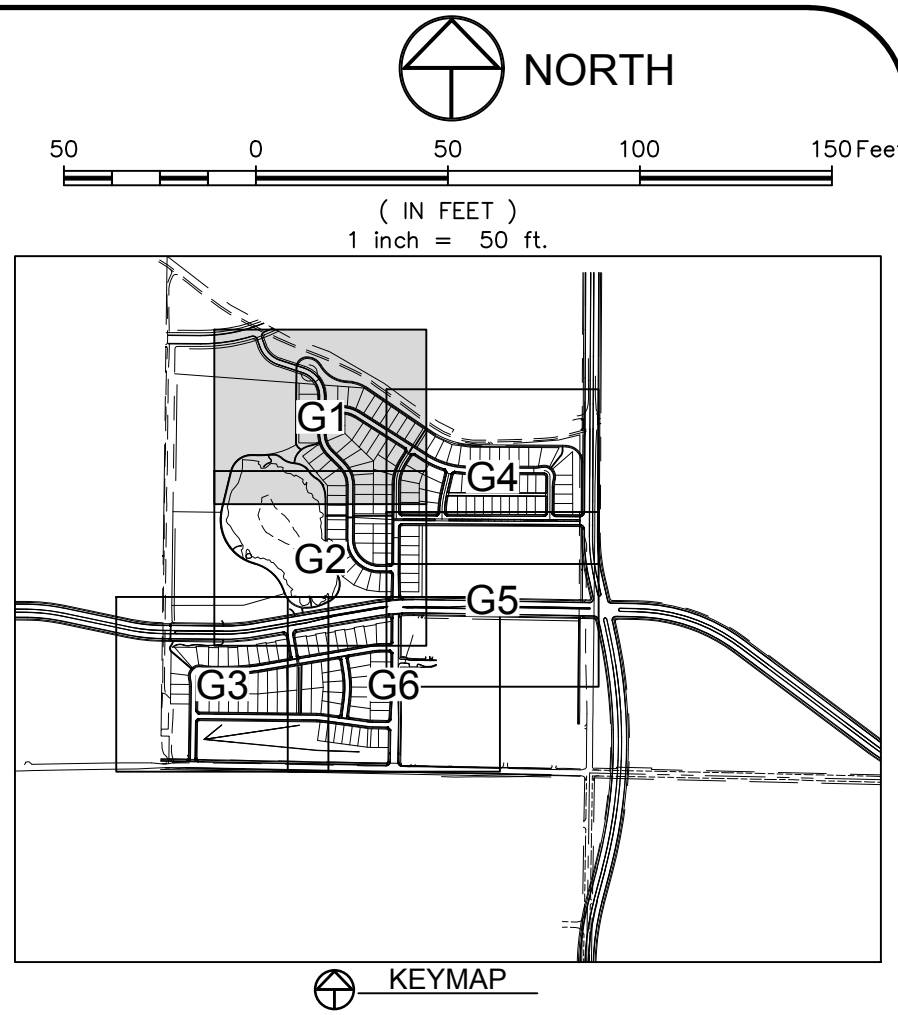 NORTH
50 0 50 100 150 Feet
( IN FEET )
1 inch = 50 ft.
G1
G4
G2
G5
G3 G6
KEYMAP